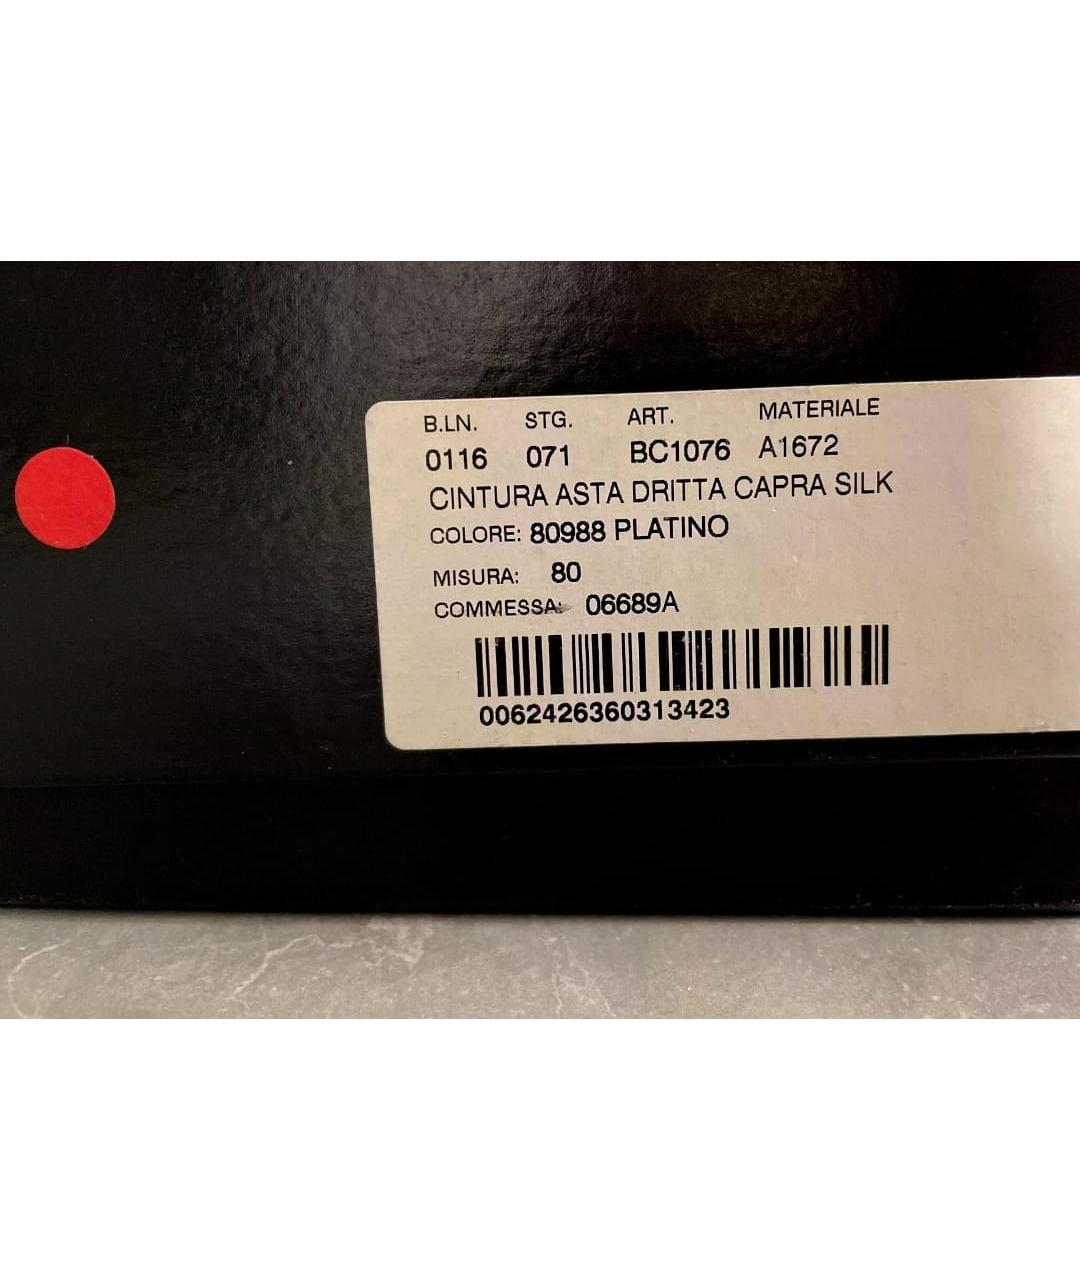 B.LN. STG. ART. MATERIALE
0116 071 BC1076 A1672
CINTURA ASTA DRITTA CAPRA SILK
COLORE: 80988 PLATINO
MISURA: 80
COMMESSA: 06689A
0062426360313423